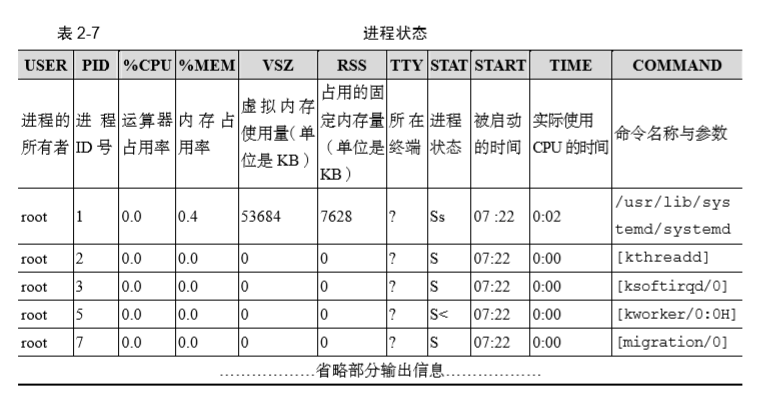 表 2-7 进程状态
USER PID %CPU %MEM VSZ RSS TTY STAT START TIME COMMAND
进程的所有者 进程ID 号 运算器占用率 内存占用率 虚拟内存使用量（单位是 KB） 占用的固定内存量（单位是KB） 所在终端 进程状态 被启动的时间 实际使用CPU 的时间 命令名称与参数
root 1 0.0 0.4 53684 7628 ? Ss 07 :22 0:02 /usr/lib/systemd/systemd
root 2 0.0 0.0 0 0 ? S 07:22 0:00 [kthreadd]
root 3 0.0 0.0 0 0 ? S 07:22 0:00 [ksoftirqd/0]
root 5 0.0 0.0 0 0 ? S< 07:22 0:00 [kworker/0:0H]
root 7 0.0 0.0 0 0 ? S 07:22 0:00 [migration/0]
………………省略部分输出信息………………